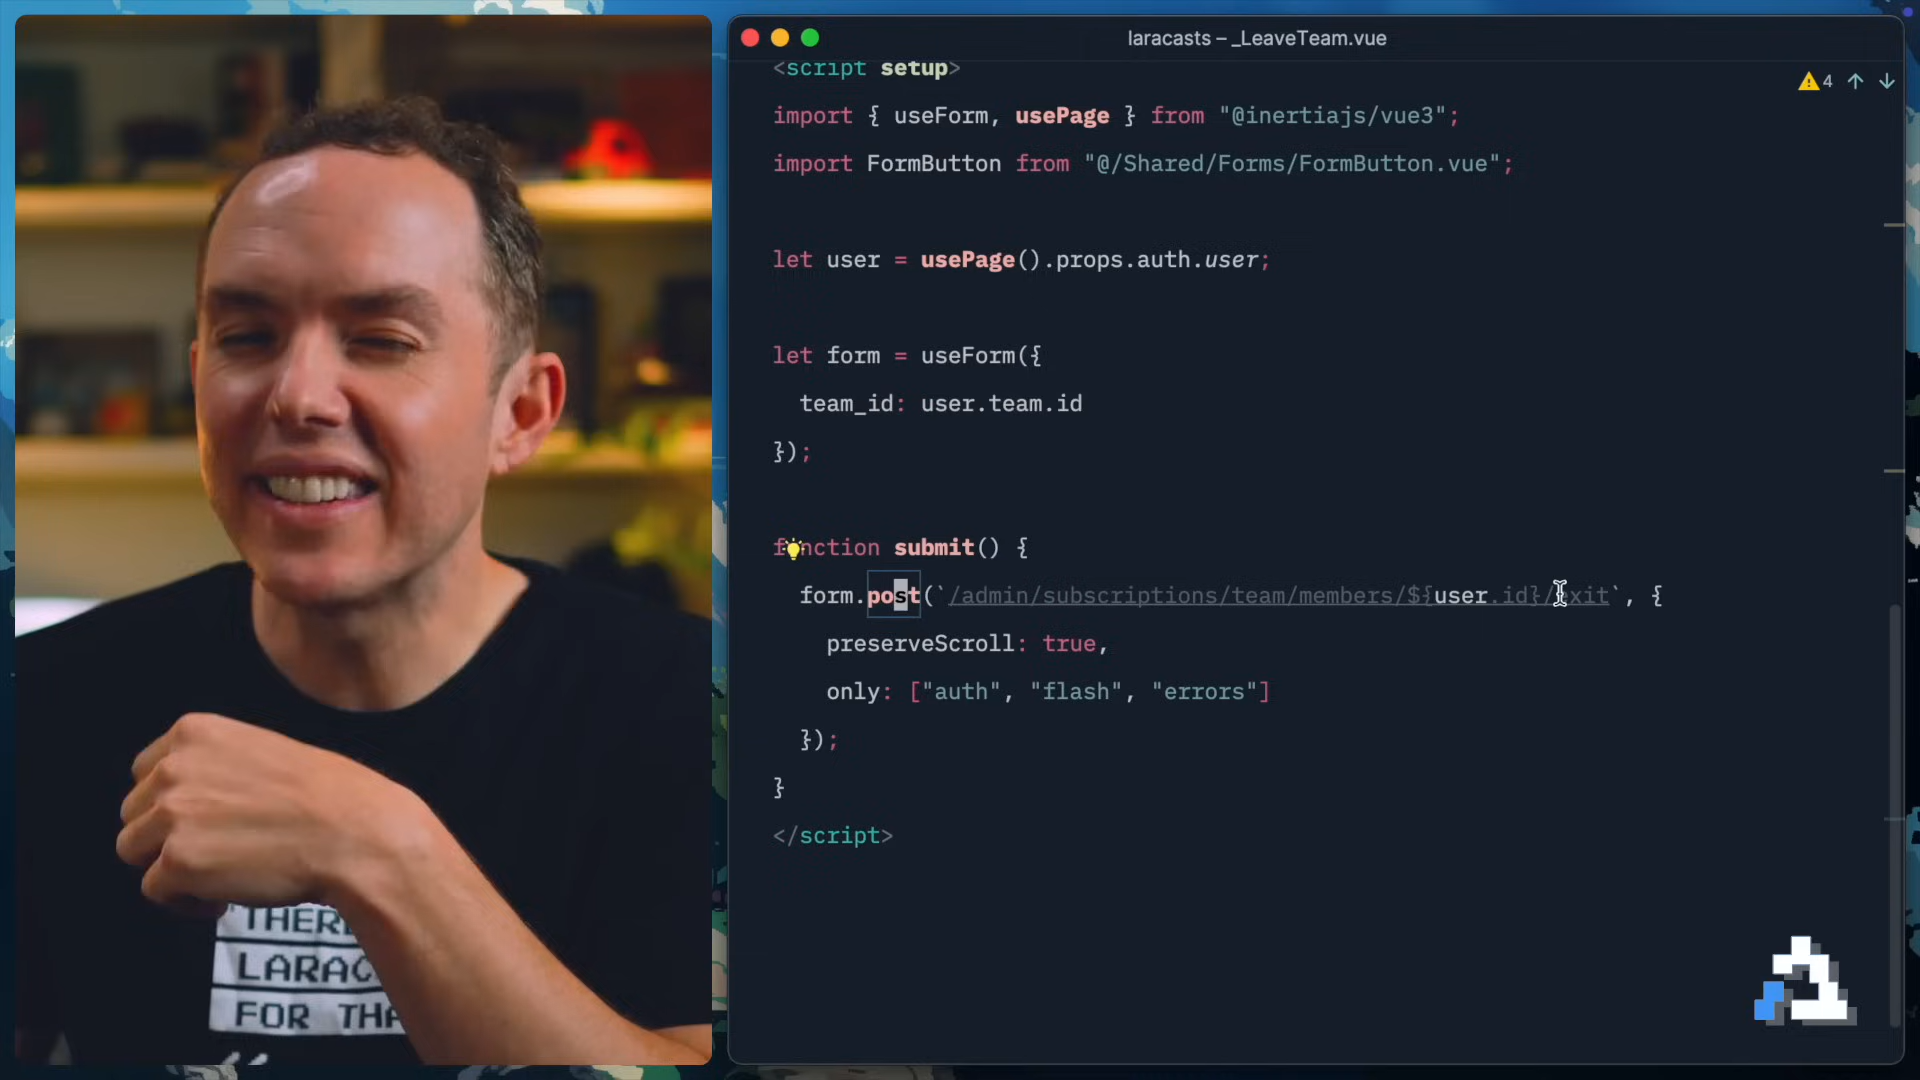 laracasts – _LeaveTeam.vue
<script setup>
4
import { useForm, usePage } from "@inertiajs/vue3";
import FormButton from "@/Shared/Forms/FormButton.vue";
let user = usePage().props.auth.user;
let form = useForm({
team_id: user.team.id
});
function submit() {
form.post(`/admin/subscriptions/team/members/${user.id}/exit`, {
preserveScroll: true,
only: ["auth", "flash", "errors"]
});
}
</script>
LARAC
FOR